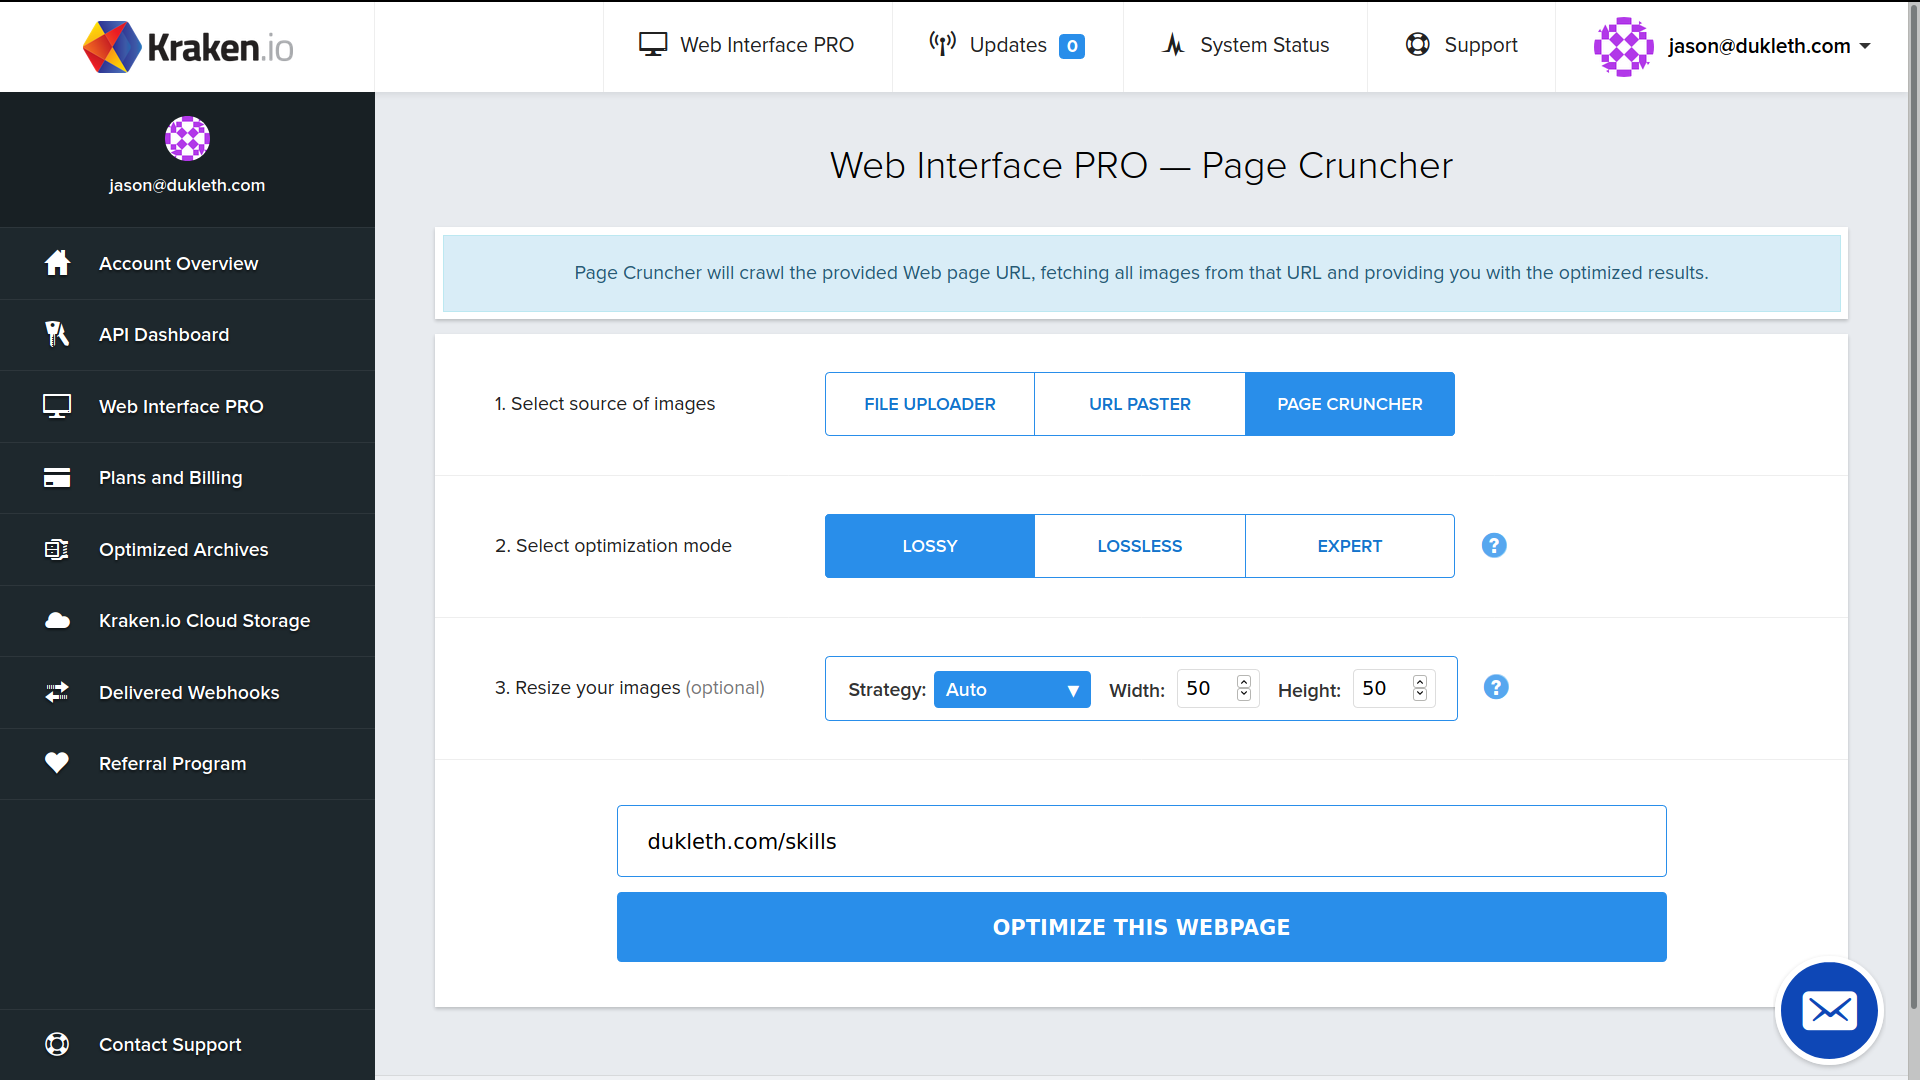 Kraken.io
Web Interface PRO
Updates 0
System Status
Support
jason@dukleth.com
jason@dukleth.com
Account Overview
API Dashboard
Web Interface PRO
Plans and Billing
Optimized Archives
Kraken.io Cloud Storage
Delivered Webhooks
Referral Program
Contact Support
Web Interface PRO — Page Cruncher
Page Cruncher will crawl the provided Web page URL, fetching all images from that URL and providing you with the optimized results.
1. Select source of images
FILE UPLOADER
URL PASTER
PAGE CRUNCHER
2. Select optimization mode
LOSSY
LOSSLESS
EXPERT
?
3. Resize your images (optional)
Strategy: Auto
Width: 50
Height: 50
?
dukleth.com/skills
OPTIMIZE THIS WEBPAGE